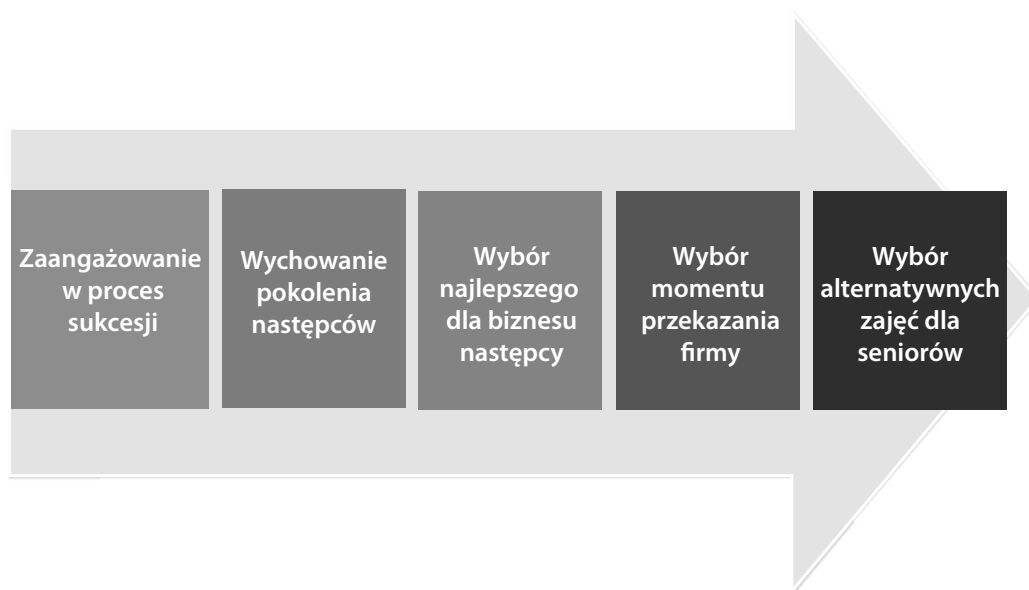 Zaangażowanie
w proces
sukcesji
Wychowanie
pokolenia
następców
Wybór
najlepszego
dla biznesu
następcy
Wybór
momentu
przekazania
firmy
Wybór
alternatywnych
zajęć dla
seniorów